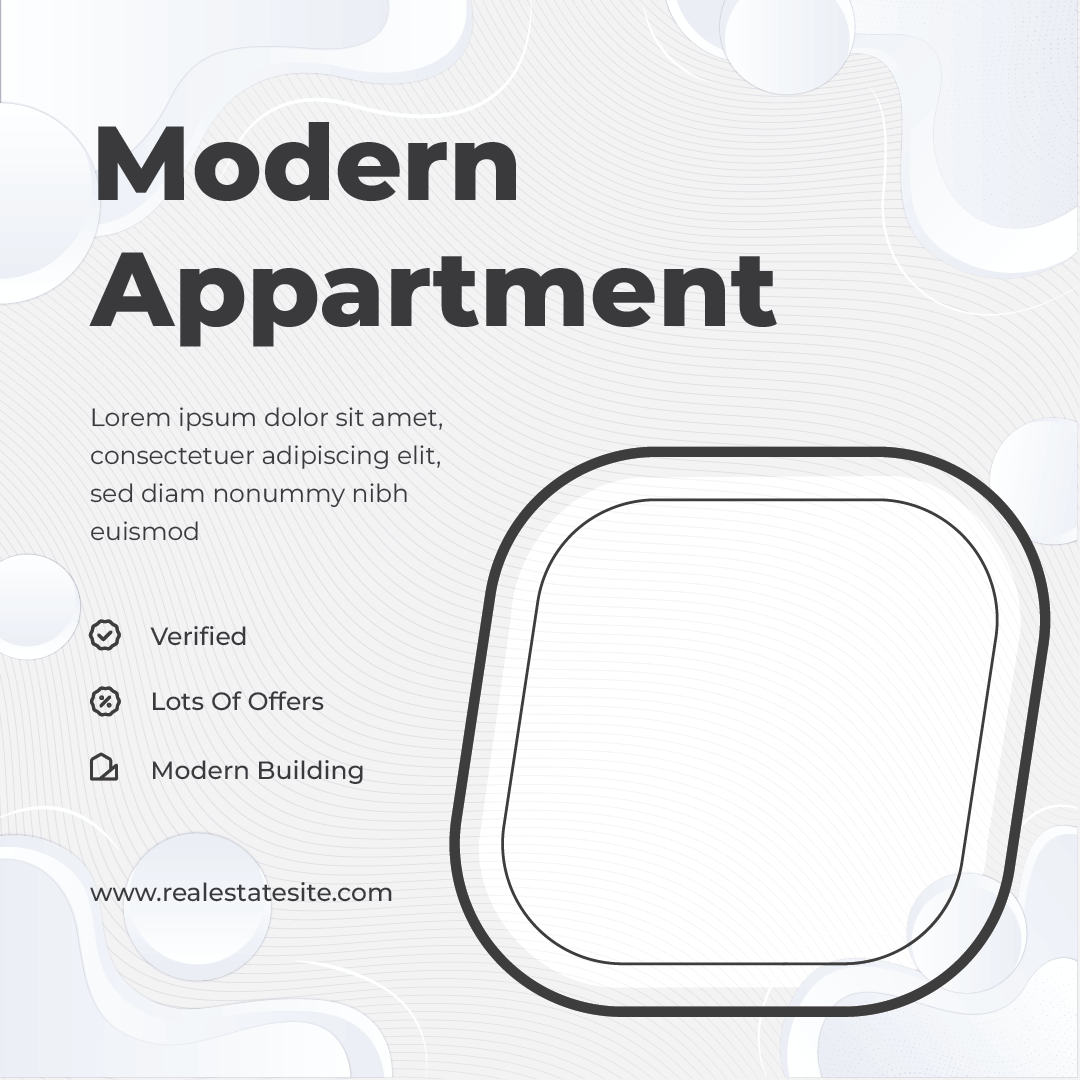 Modern
Appartment
Lorem ipsum dolor sit amet,
consectetuer adipiscing elit,
sed diam nonummy nibh
euismod
Verified
Lots Of Offers
Modern Building
www.realestatesite.com